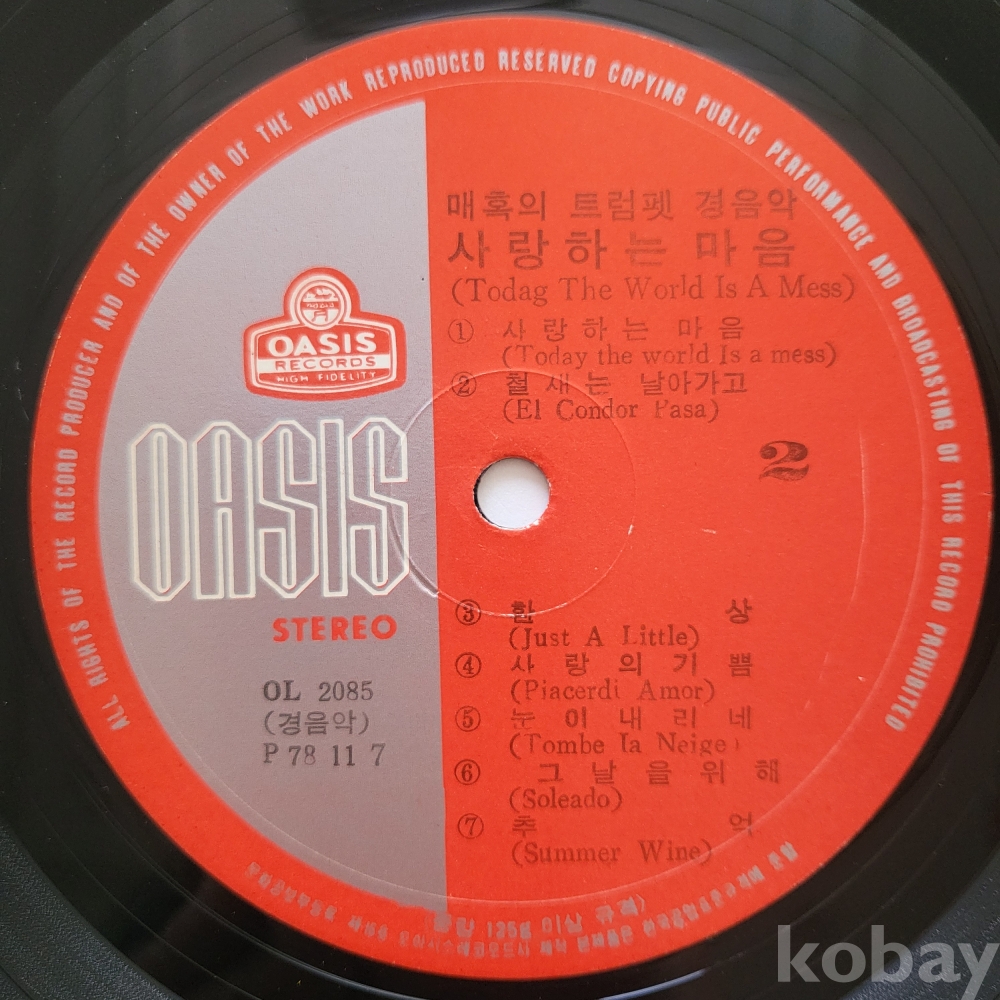 ALL RIGHTS OF THE RECORD PRODUCER AND OF THE OWNER OF THE WORK REPRODUCED RESERVED COPYING PUBLIC PERFORMANCE AND BROADCASTING OF THIS RECORD PROHIBITED
매혹의 트럼펫 경음악
사랑하는 마음
(Todag The World Is A Mess)
① 사랑하는 마음
(Today the world Is a mess)
② 철새는 날아가고
(El Condor Pasa)
OASIS
RECORDS
HIGH FIDELITY
OASIS
STEREO
2
OL 2085
(경음악)
P 78 11 7
③ 환상
(Just A Little)
④ 사랑의 기쁨
(Piacerdi Amor)
⑤ 눈이 내리네
(Tombe Ia Neige)
⑥ 그 날을 위해
(Soleado)
⑦ 추억
(Summer Wine)
kobay